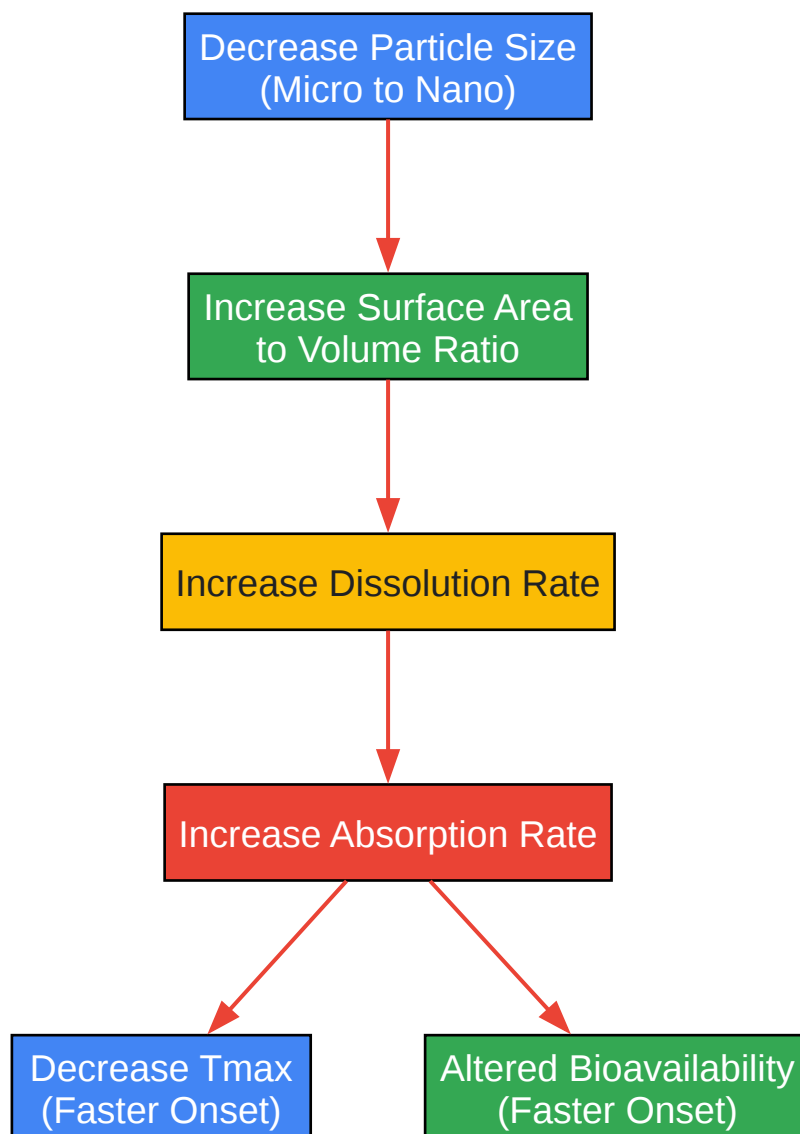 Decrease Particle Size
(Micro to Nano)
Increase Surface Area
to Volume Ratio
Increase Dissolution Rate
Increase Absorption Rate
Decrease Tmax
(Faster Onset)
Altered Bioavailability
(Faster Onset)